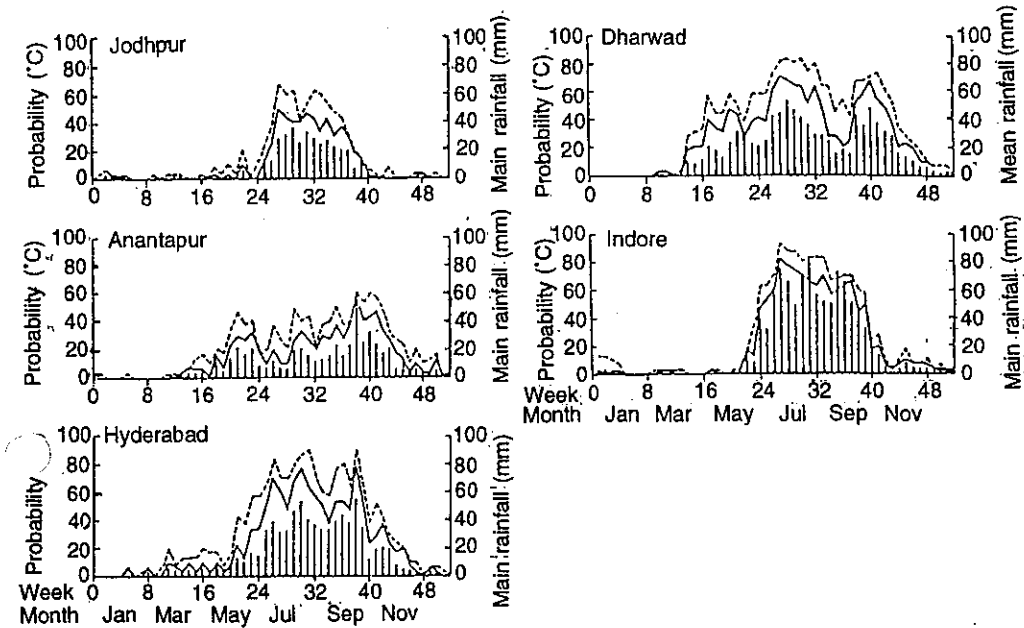 Jodhpur
Probability (°C)
100
80
60
40
20
0
0 8 16 24 32 40 48
100
80
60
40
20
0
Main rainfall (mm)
Dharwad
Probability (°C)
100
80
60
40
20
0
0 8 16 24 32 40 48
100
80
60
40
20
0
Mean rainfall (mm)
Anantapur
Probability (°C)
100
80
60
40
20
0
0 8 16 24 32 40 48
100
80
60
40
20
0
Main rainfall (mm)
Indore
Probability (°C)
100
80
60
40
20
0
Week 0 8 16 24 32 40 48
Month Jan Mar May Jul Sep Nov
100
80
60
40
20
0
Main rainfall (mm)
Hyderabad
Probability
100
80
60
40
20
0
Week 0 8 16 24 32 40 48
Month Jan Mar May Jul Sep Nov
100
80
60
40
20
0
Main rainfall (mm)